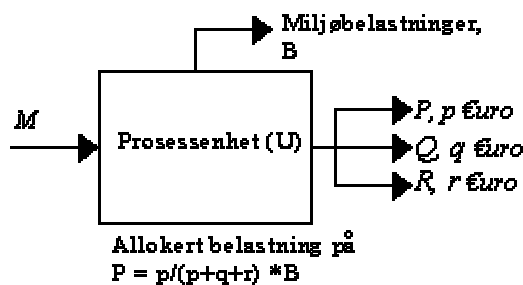 Miljøbelastninger,
B
M
Prosessenhet (U)
P, p €uro
Q, q €uro
R, r €uro
Allokert belastning på
P = p/(p+q+r) *B